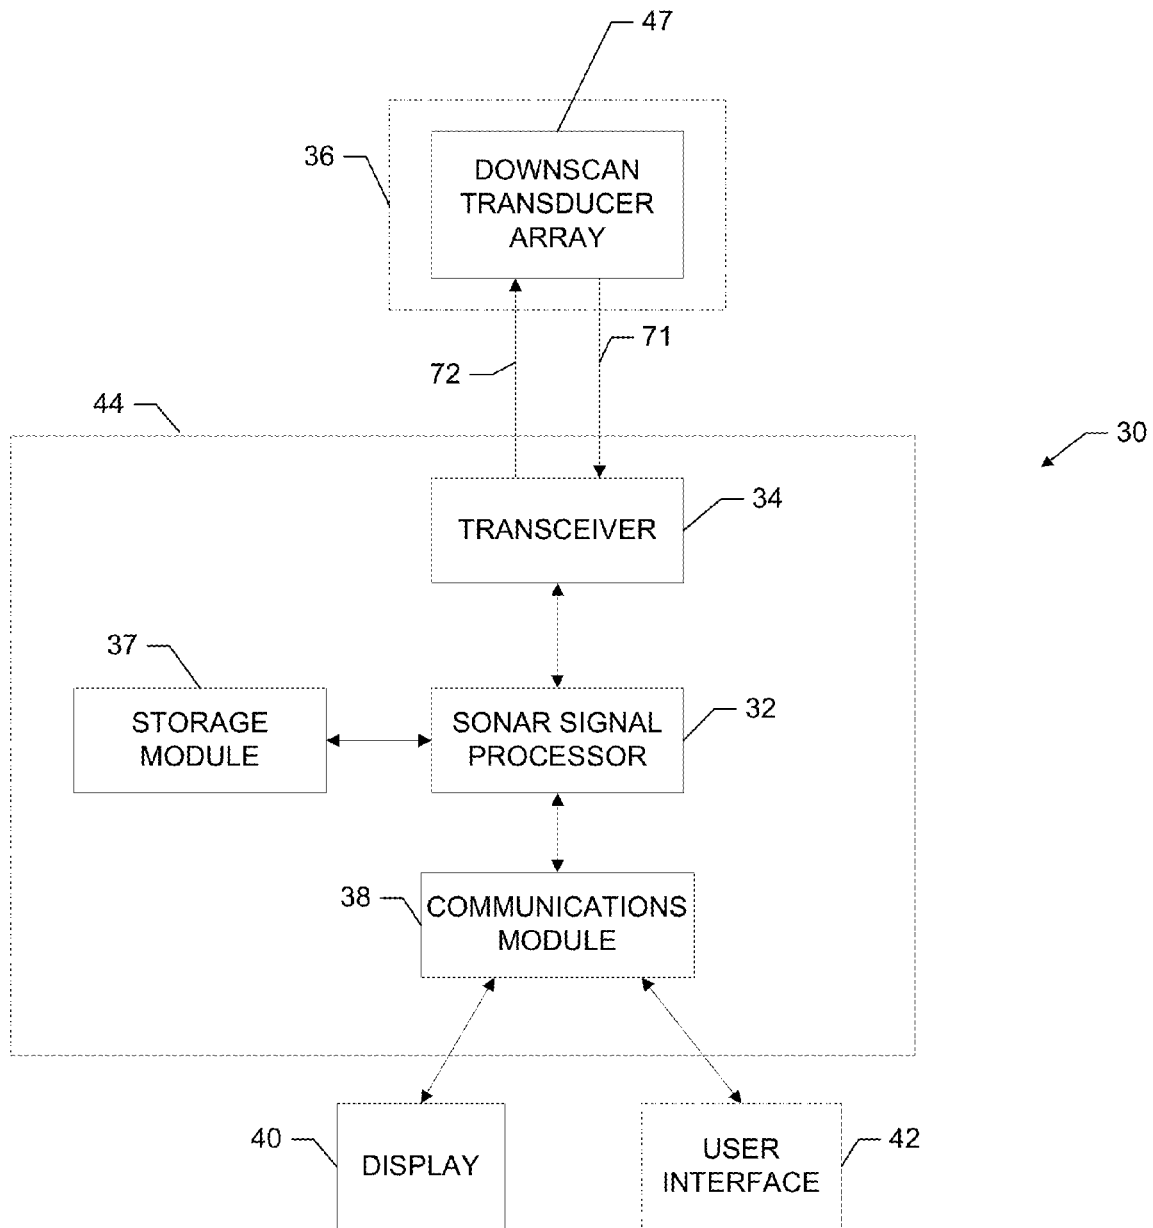 47
36
DOWNSCAN
TRANSDUCER
ARRAY
72
71
44
30
TRANSCEIVER
34
37
STORAGE
MODULE
SONAR SIGNAL
PROCESSOR
32
38
COMMUNICATIONS
MODULE
40
DISPLAY
USER
INTERFACE
42